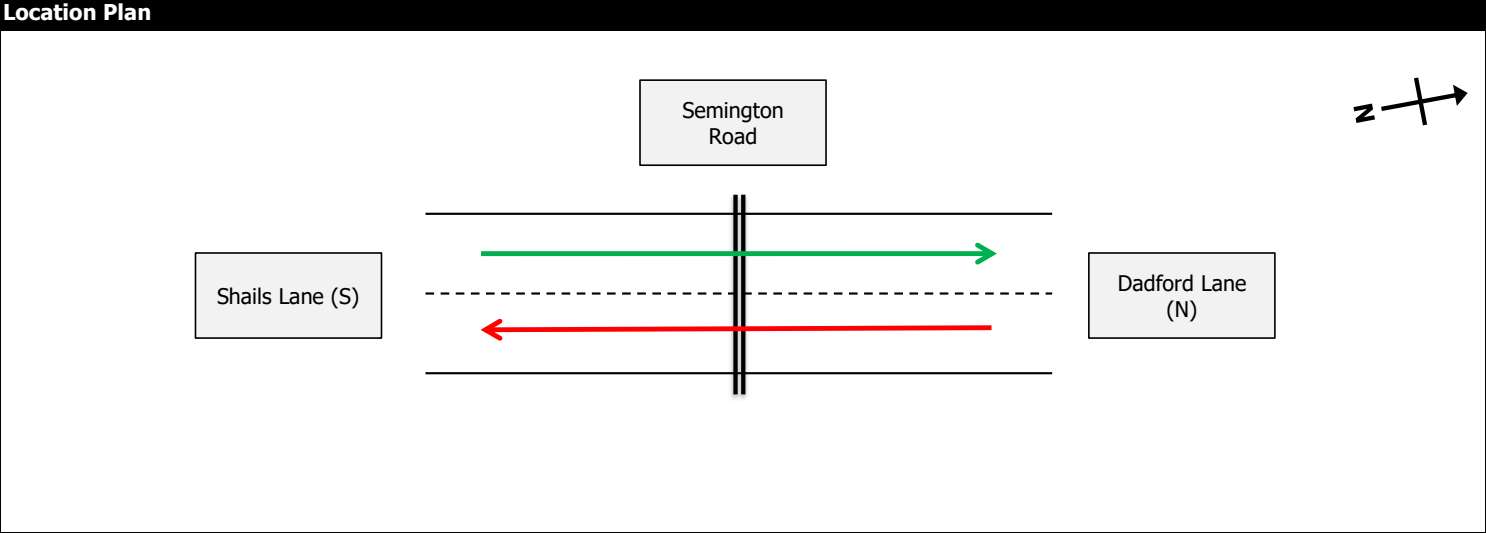 Location Plan
Semington
Road
N
Shails Lane (S)
Dadford Lane
(N)